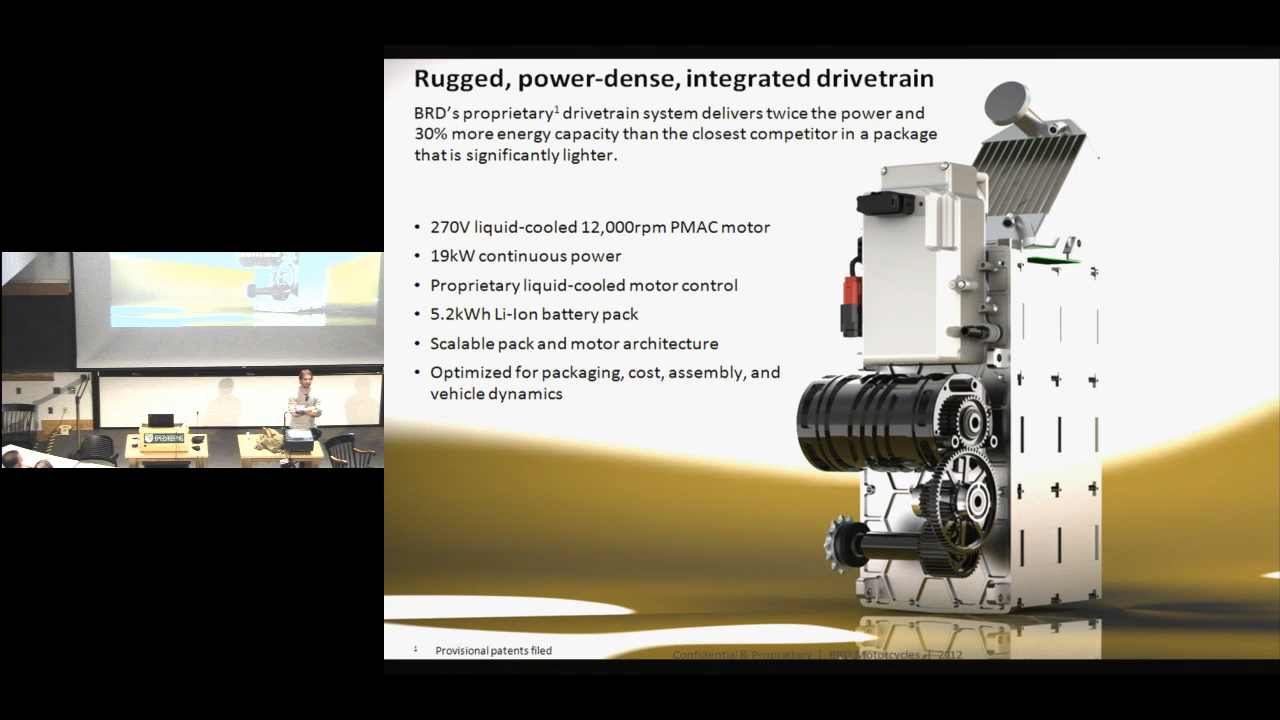 Rugged, power-dense, integrated drivetrain
BRD's proprietary¹ drivetrain system delivers twice the power and
30% more energy capacity than the closest competitor in a package
that is significantly lighter.
• 270V liquid-cooled 12,000rpm PMAC motor
• 19kW continuous power
• Proprietary liquid-cooled motor control
• 5.2kWh Li-Ion battery pack
• Scalable pack and motor architecture
• Optimized for packaging, cost, assembly, and
vehicle dynamics
¹ Provisional patents filed
Confidential & Proprietary | BRD Motorcycles | 2012